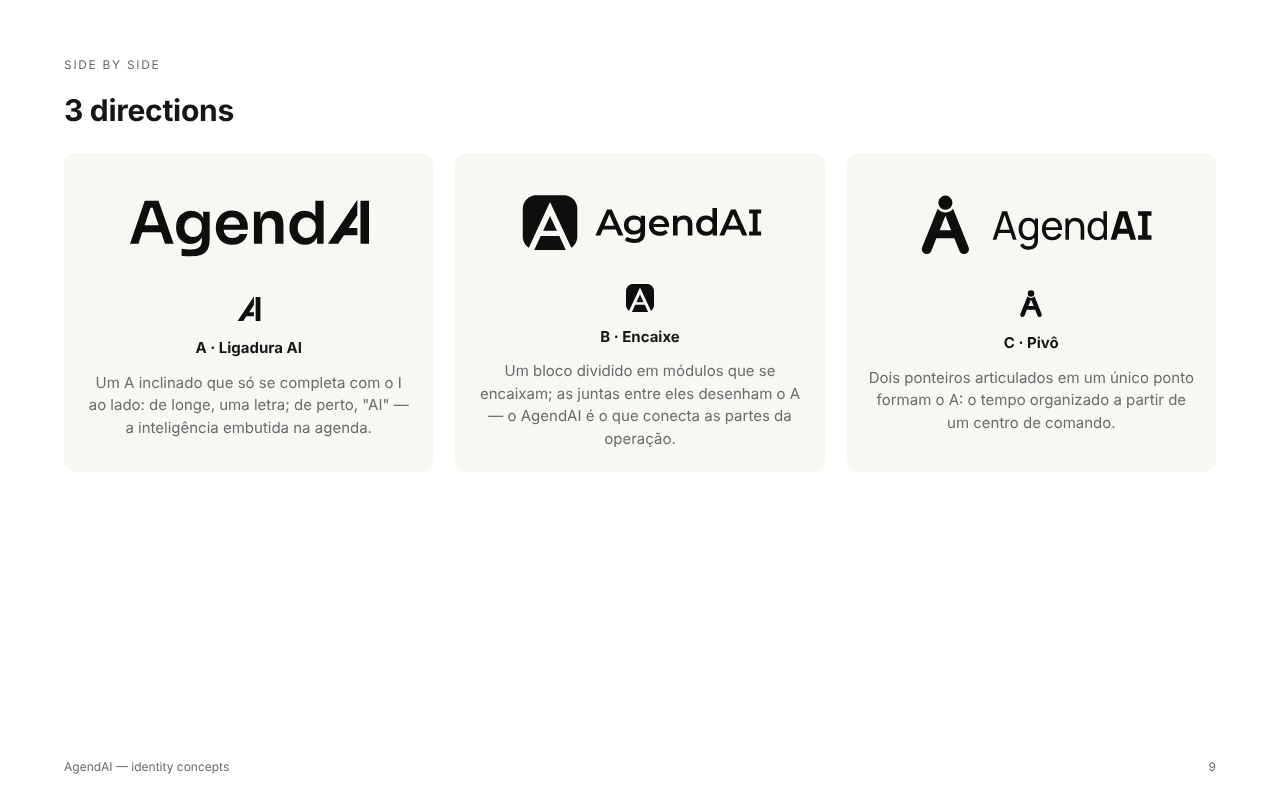 SIDE BY SIDE
3 directions
AgendAI
A AgendAI
A AgendAI
AI
A
A
A · Ligadura AI
B · Encaixe
C · Pivô
Um A inclinado que só se completa com o I
ao lado: de longe, uma letra; de perto, "AI" —
a inteligência embutida na agenda.
Um bloco dividido em módulos que se
encaixam; as juntas entre eles desenham o A
— o AgendAI é o que conecta as partes da
operação.
Dois ponteiros articulados em um único ponto
formam o A: o tempo organizado a partir de
um centro de comando.
AgendAI — identity concepts
9